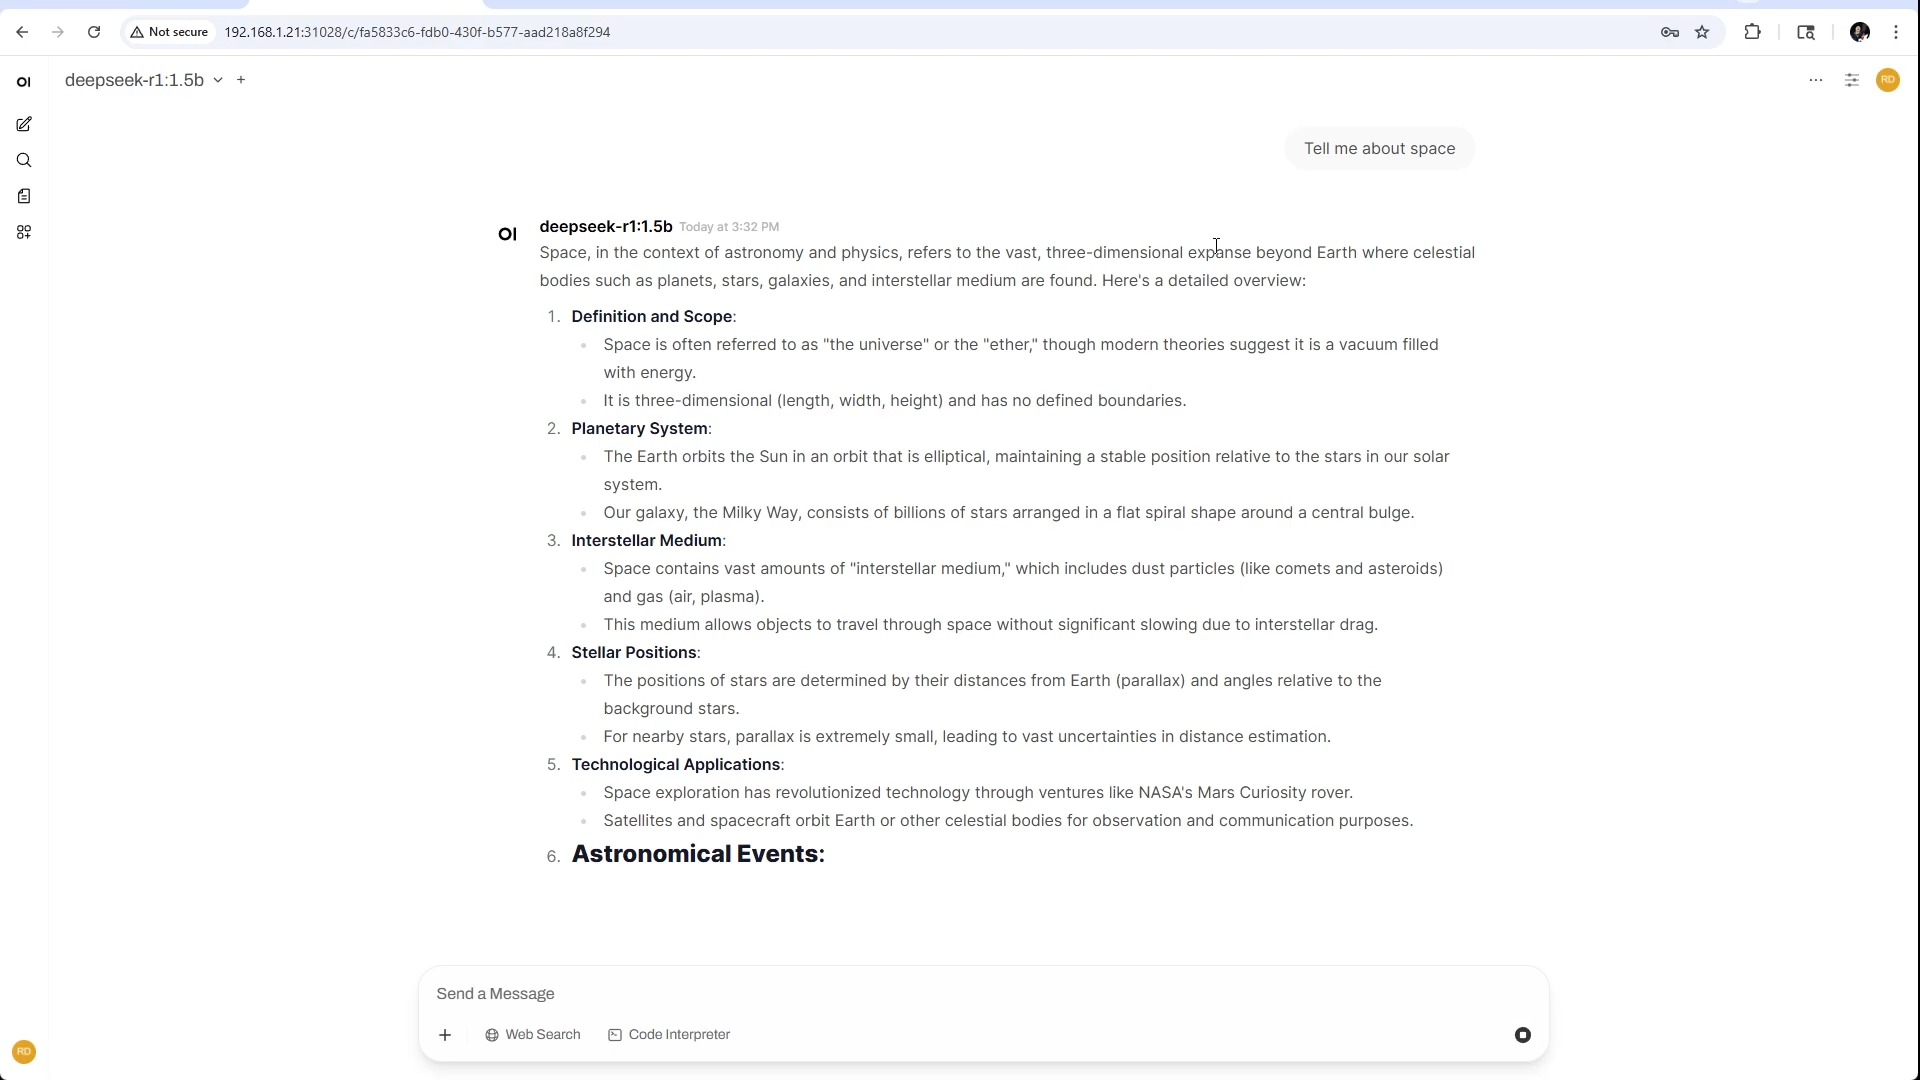 Not secure
192.168.1.21:31028/c/fa5833c6-fdb0-430f-b577-aad218a8f294
OI
deepseek-r1:1.5b
RD
Tell me about space
OI
deepseek-r1:1.5b Today at 3:32 PM
Space, in the context of astronomy and physics, refers to the vast, three-dimensional expanse beyond Earth where celestial
bodies such as planets, stars, galaxies, and interstellar medium are found. Here's a detailed overview:
1. Definition and Scope:
Space is often referred to as "the universe" or the "ether," though modern theories suggest it is a vacuum filled
with energy.
It is three-dimensional (length, width, height) and has no defined boundaries.
2. Planetary System:
The Earth orbits the Sun in an orbit that is elliptical, maintaining a stable position relative to the stars in our solar
system.
Our galaxy, the Milky Way, consists of billions of stars arranged in a flat spiral shape around a central bulge.
3. Interstellar Medium:
Space contains vast amounts of "interstellar medium," which includes dust particles (like comets and asteroids)
and gas (air, plasma).
This medium allows objects to travel through space without significant slowing due to interstellar drag.
4. Stellar Positions:
The positions of stars are determined by their distances from Earth (parallax) and angles relative to the
background stars.
For nearby stars, parallax is extremely small, leading to vast uncertainties in distance estimation.
5. Technological Applications:
Space exploration has revolutionized technology through ventures like NASA's Mars Curiosity rover.
Satellites and spacecraft orbit Earth or other celestial bodies for observation and communication purposes.
6. Astronomical Events:
Send a Message
Web Search
Code Interpreter
RD